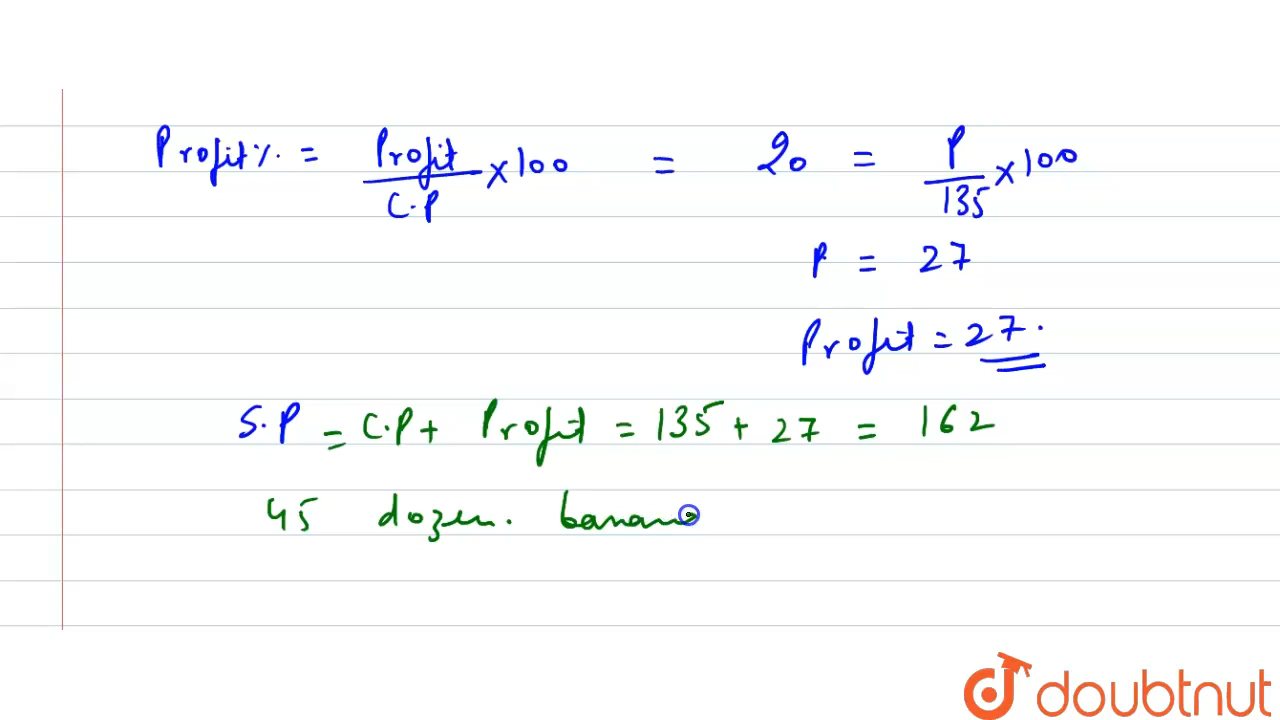 Profit% = Profit/C.P × 100 = 20 = P/135 × 100
P = 27
Profit = 27.
S.P = C.P + Profit = 135 + 27 = 162
45 dozen. banana
doubtnut